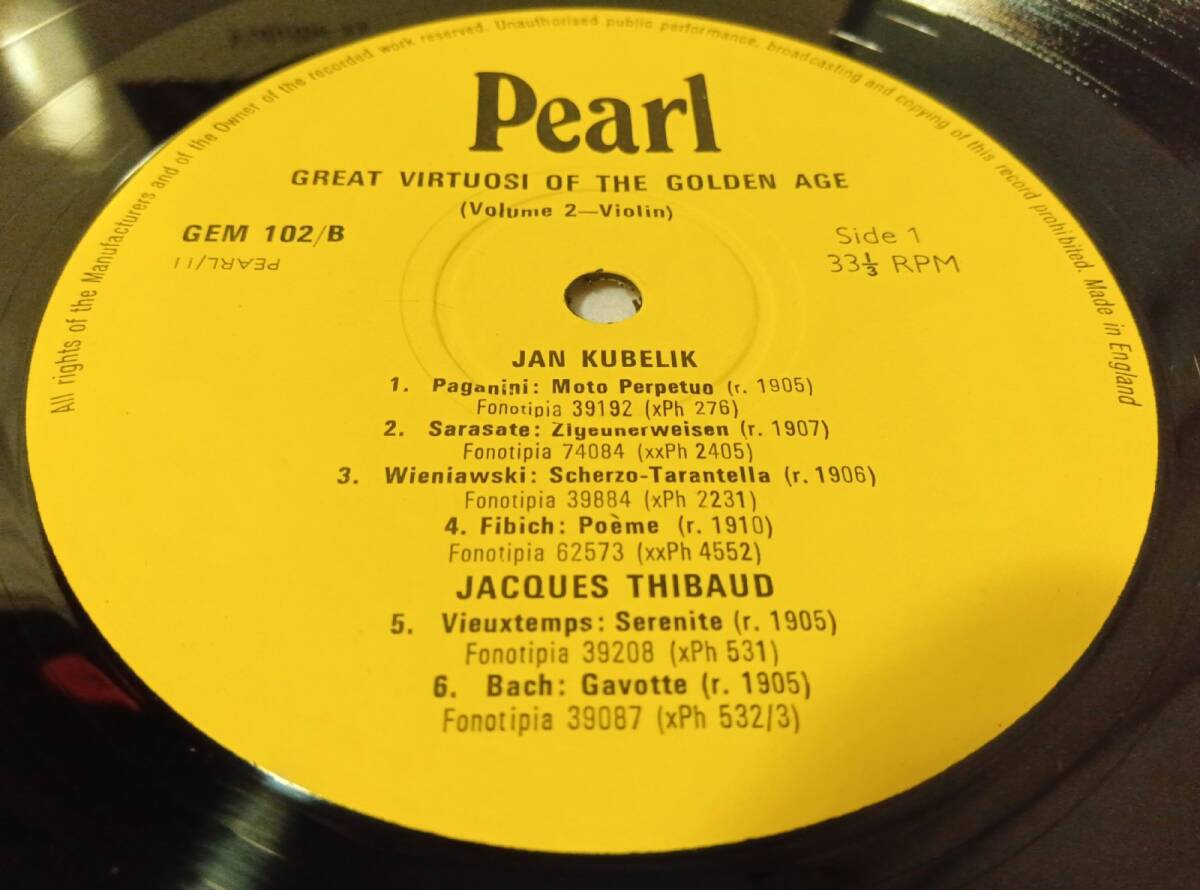 All rights of the Manufacturers and of the Owner of the recorded work reserved. Unauthorised public performance, broadcasting and copying of this record prohibited. Made in England
Pearl
GREAT VIRTUOSI OF THE GOLDEN AGE
(Volume 2—Violin)
GEM 102/B
Side 1
PEARL/11
33⅓ RPM
JAN KUBELIK
1. Paganini: Moto Perpetuo (r. 1905)
Fonotipia 39192 (xPh 276)
2. Sarasate: Zigeunerweisen (r. 1907)
Fonotipia 74084 (xxPh 2405)
3. Wieniawski: Scherzo-Tarantella (r. 1906)
Fonotipia 39884 (xPh 2231)
4. Fibich: Poème (r. 1910)
Fonotipia 62573 (xxPh 4552)
JACQUES THIBAUD
5. Vieuxtemps: Serenite (r. 1905)
Fonotipia 39208 (xPh 531)
6. Bach: Gavotte (r. 1905)
Fonotipia 39087 (xPh 532/3)